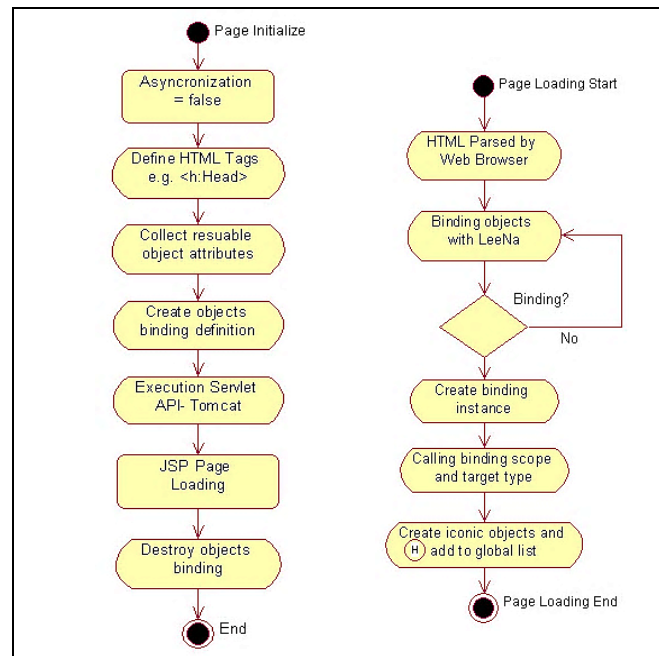 Page Initialize
Asyncronization
= false
Define HTML Tags
e.g. <h:Head>
Collect resuable
object attributes
Create objects
binding definition
Execution Servlet
API- Tomcat
JSP Page
Loading
Destroy objects
binding
End
Page Loading Start
HTML Parsed by
Web Browser
Binding objects
with LeeNa
Binding?
No
Create binding
instance
Calling binding scope
and target type
Create iconic objects and
H add to global list
Page Loading End